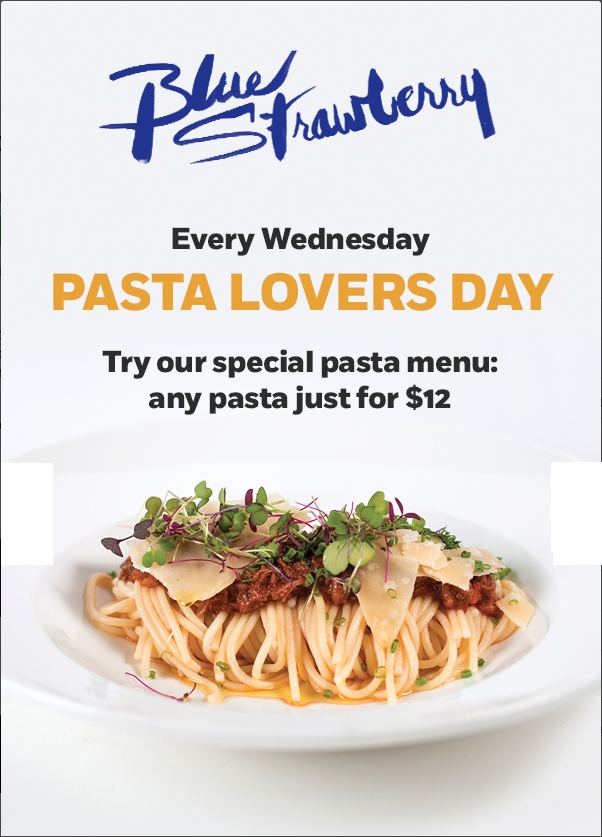 Blue
Strawberry
Every Wednesday
PASTA LOVERS DAY
Try our special pasta menu:
any pasta just for $12